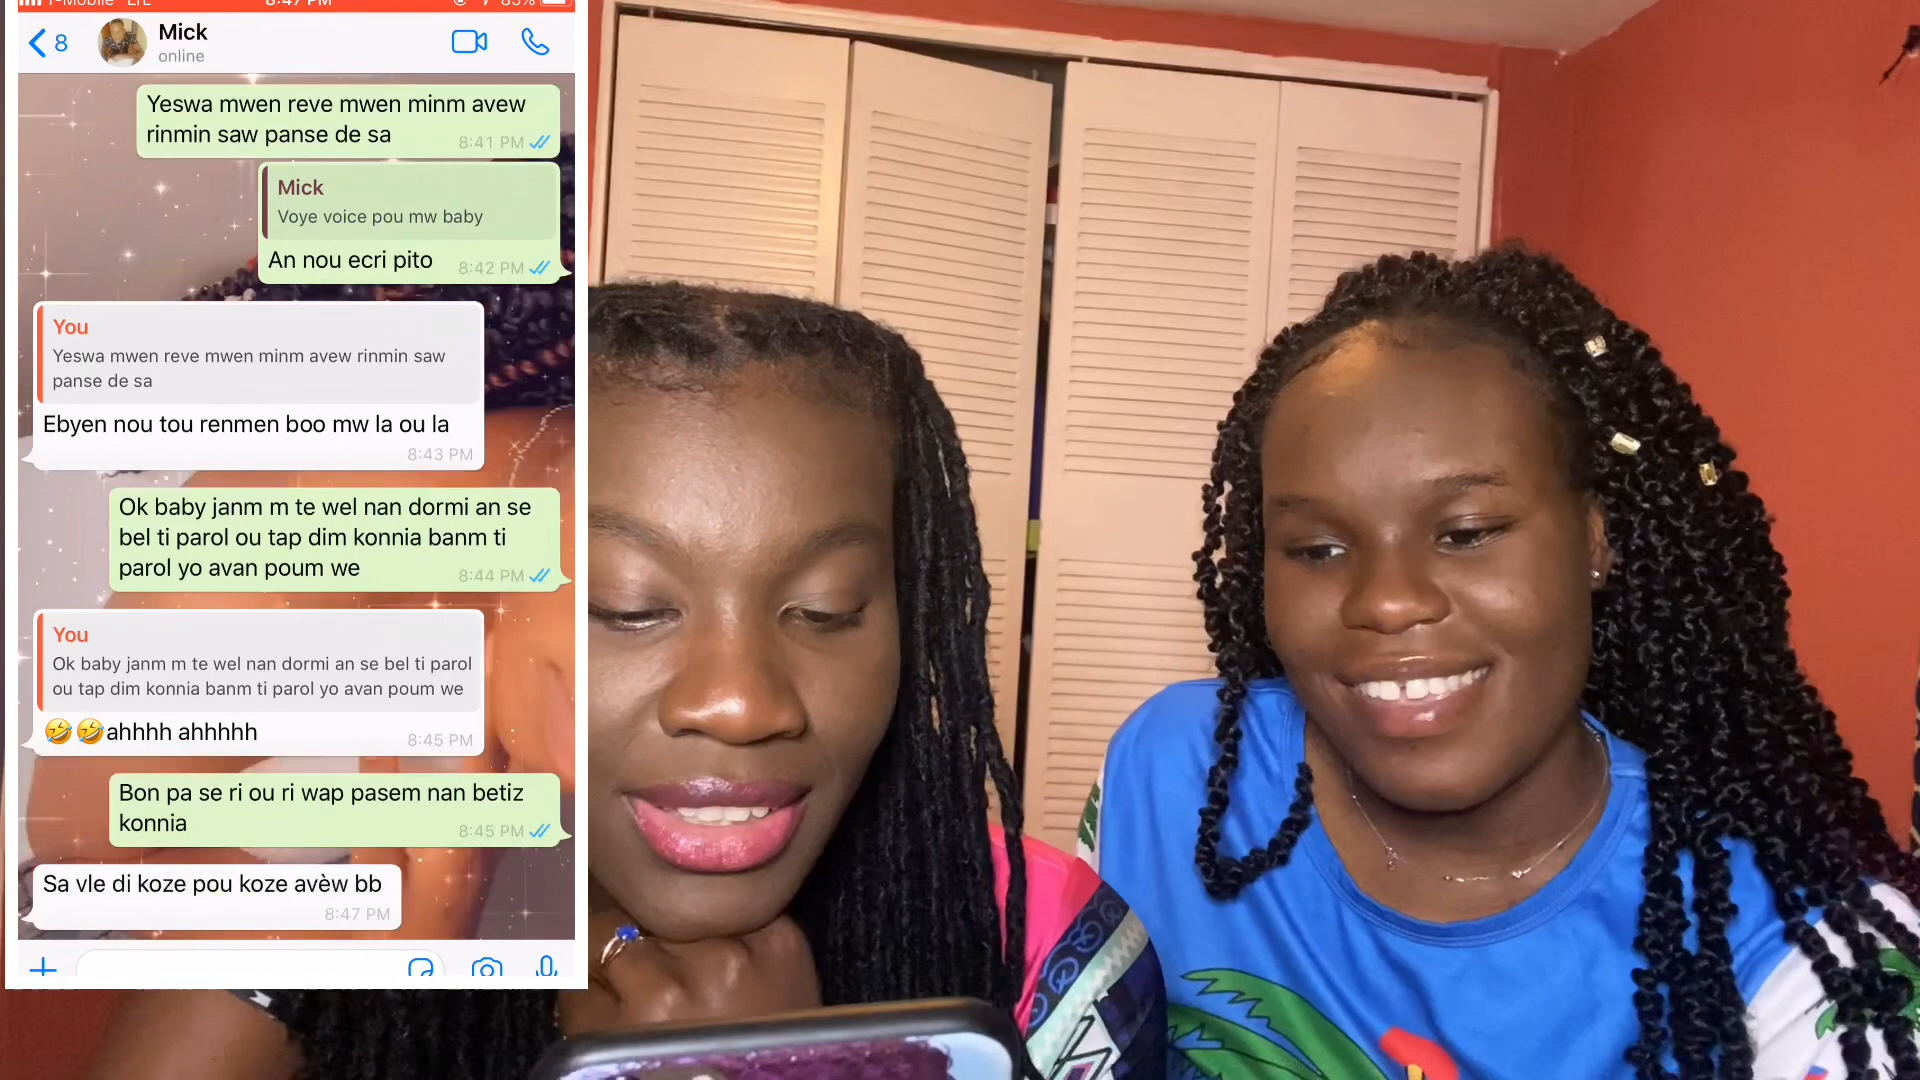 T-Mobile LTE 8:47 PM 85%
8 Mick
online
Yeswa mwen reve mwen minm avew
rinmin saw panse de sa
8:41 PM
Mick
Voye voice pou mw baby
An nou ecri pito
8:42 PM
You
Yeswa mwen reve mwen minm avew rinmin saw
panse de sa
Ebyen nou tou renmen boo mw la ou la
8:43 PM
Ok baby janm m te wel nan dormi an se
bel ti parol ou tap dim konnia banm ti
parol yo avan poum we
8:44 PM
You
Ok baby janm m te wel nan dormi an se bel ti parol
ou tap dim konnia banm ti parol yo avan poum we
🤣🤣ahhhh ahhhhh
8:45 PM
Bon pa se ri ou ri wap pasem nan betiz
konnia
8:45 PM
Sa vle di koze pou koze avèw bb
8:47 PM